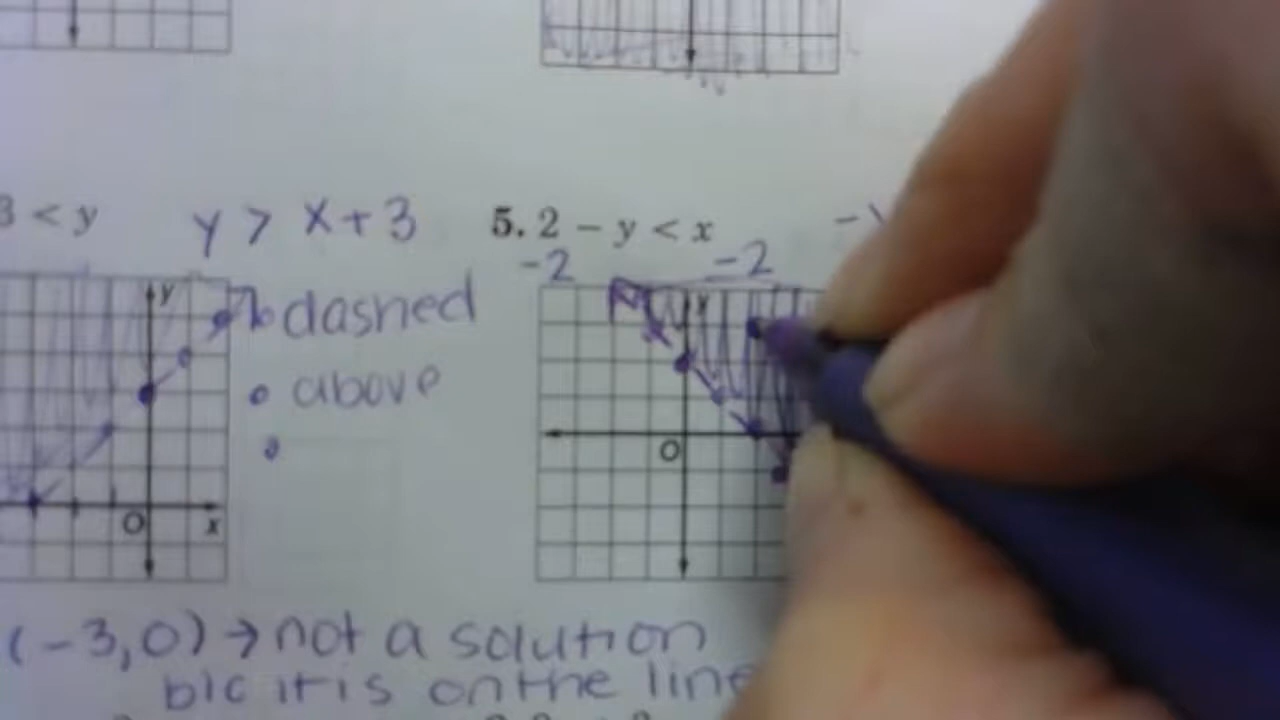 3 < y
y > x + 3
5. 2 - y < x
-2
-2
y
dashed
above
y
O
x
O
(-3,0) → not a solution
b/c it is on the line